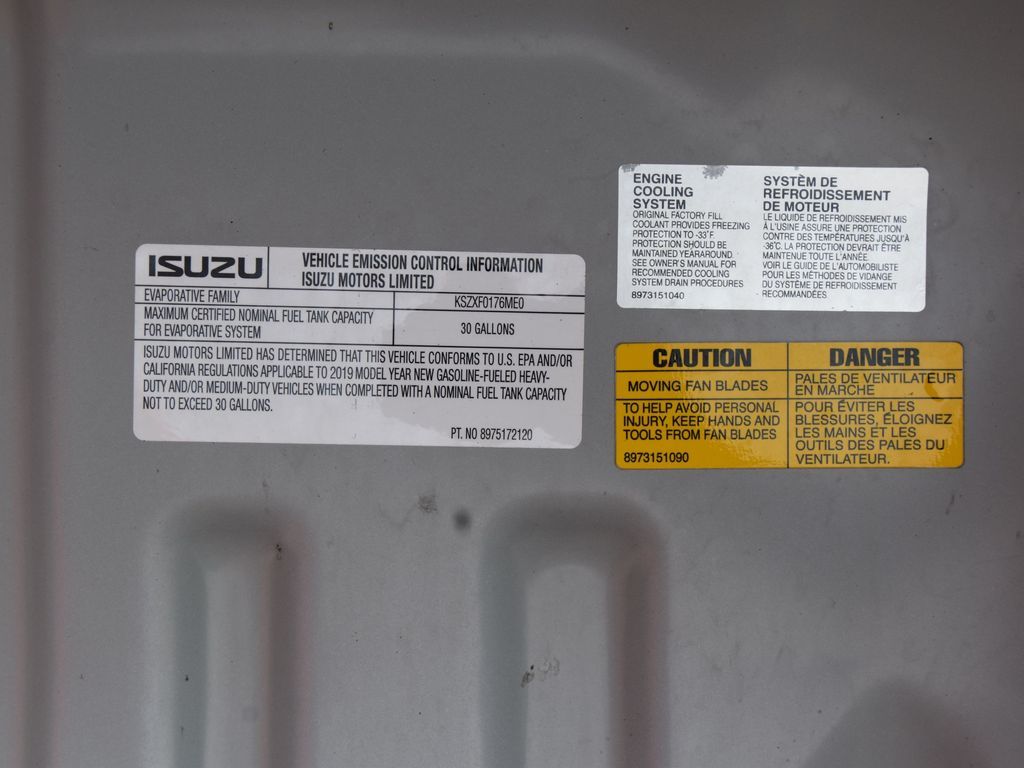 ISUZU
VEHICLE EMISSION CONTROL INFORMATION
ISUZU MOTORS LIMITED
EVAPORATIVE FAMILY
KSZXF0176ME0
MAXIMUM CERTIFIED NOMINAL FUEL TANK CAPACITY
FOR EVAPORATIVE SYSTEM
30 GALLONS
ISUZU MOTORS LIMITED HAS DETERMINED THAT THIS VEHICLE CONFORMS TO U.S. EPA AND/OR
CALIFORNIA REGULATIONS APPLICABLE TO 2019 MODEL YEAR NEW GASOLINE-FUELED HEAVY-
DUTY AND/OR MEDIUM-DUTY VEHICLES WHEN COMPLETED WITH A NOMINAL FUEL TANK CAPACITY
NOT TO EXCEED 30 GALLONS.
PT. NO 8975172120
ENGINE
COOLING
SYSTEM
ORIGINAL FACTORY FILL
COOLANT PROVIDES FREEZING
PROTECTION TO -33°F
PROTECTION SHOULD BE
MAINTAINED YEARAROUND
SEE OWNER'S MANUAL FOR
RECOMMENDED COOLING
SYSTEM DRAIN PROCEDURES
8973151040
SYSTÈM DE
REFROIDISSEMENT
DE MOTEUR
LE LIQUIDE DE REFROIDISSEMENT MIS
À L'USINE ASSURE UNE PROTECTION
CONTRE DES TEMPÉRATURES JUSQU'À
-36°C. LA PROTECTION DEVRAIT ÊTRE
MAINTENUE TOUTE L'ANNÉE.
VOIR LE GUIDE DE L'AUTOMOBILISTE
POUR LES MÉTHODES DE VIDANGE
DU SYSTÈME DE REFROIDISSEMENT
RECOMMANDÉES.
CAUTION
MOVING FAN BLADES
TO HELP AVOID PERSONAL
INJURY, KEEP HANDS AND
TOOLS FROM FAN BLADES
8973151090
DANGER
PALES DE VENTILATEUR
EN MARCHE
POUR ÉVITER LES
BLESSURES, ÉLOIGNEZ
LES MAINS ET LES
OUTILS DES PALES DU
VENTILATEUR.